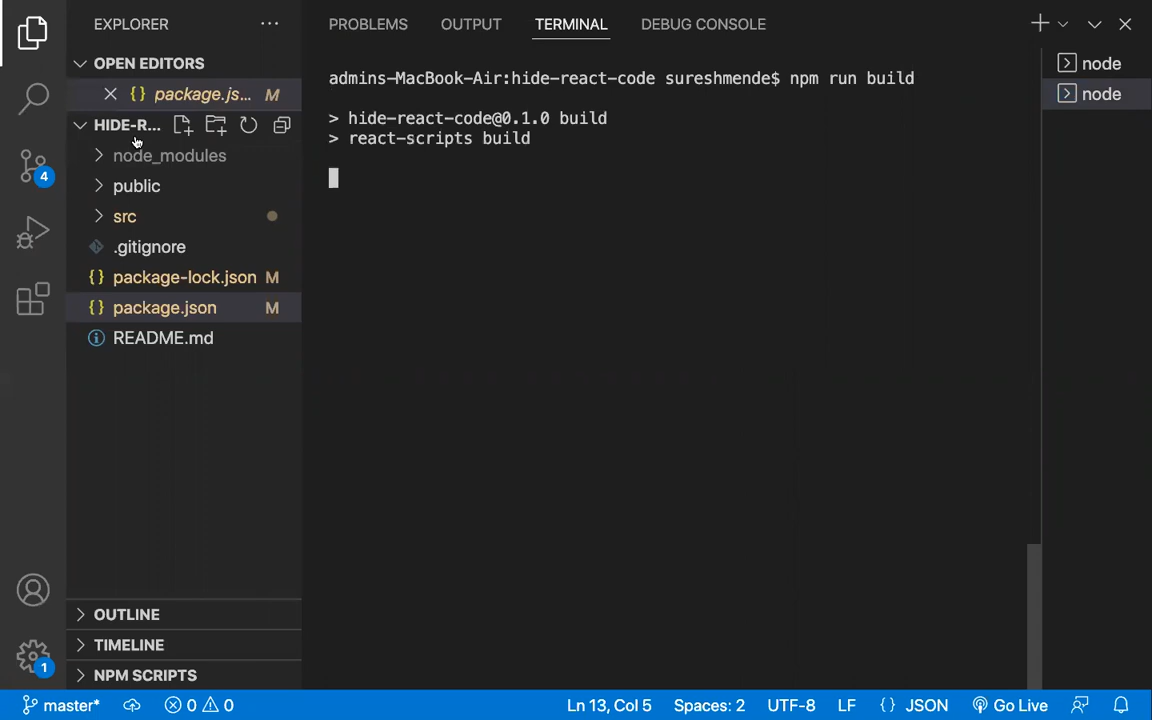 EXPLORER
OPEN EDITORS
package.js... M
HIDE-R...
node_modules
public
src
.gitignore
package-lock.json M
package.json M
README.md
OUTLINE
TIMELINE
NPM SCRIPTS
4
1
PROBLEMS OUTPUT TERMINAL DEBUG CONSOLE
admins-MacBook-Air:hide-react-code sureshmende$ npm run build
> hide-react-code@0.1.0 build
> react-scripts build
node
node
master* 0 0 Ln 13, Col 5 Spaces: 2 UTF-8 LF {} JSON Go Live